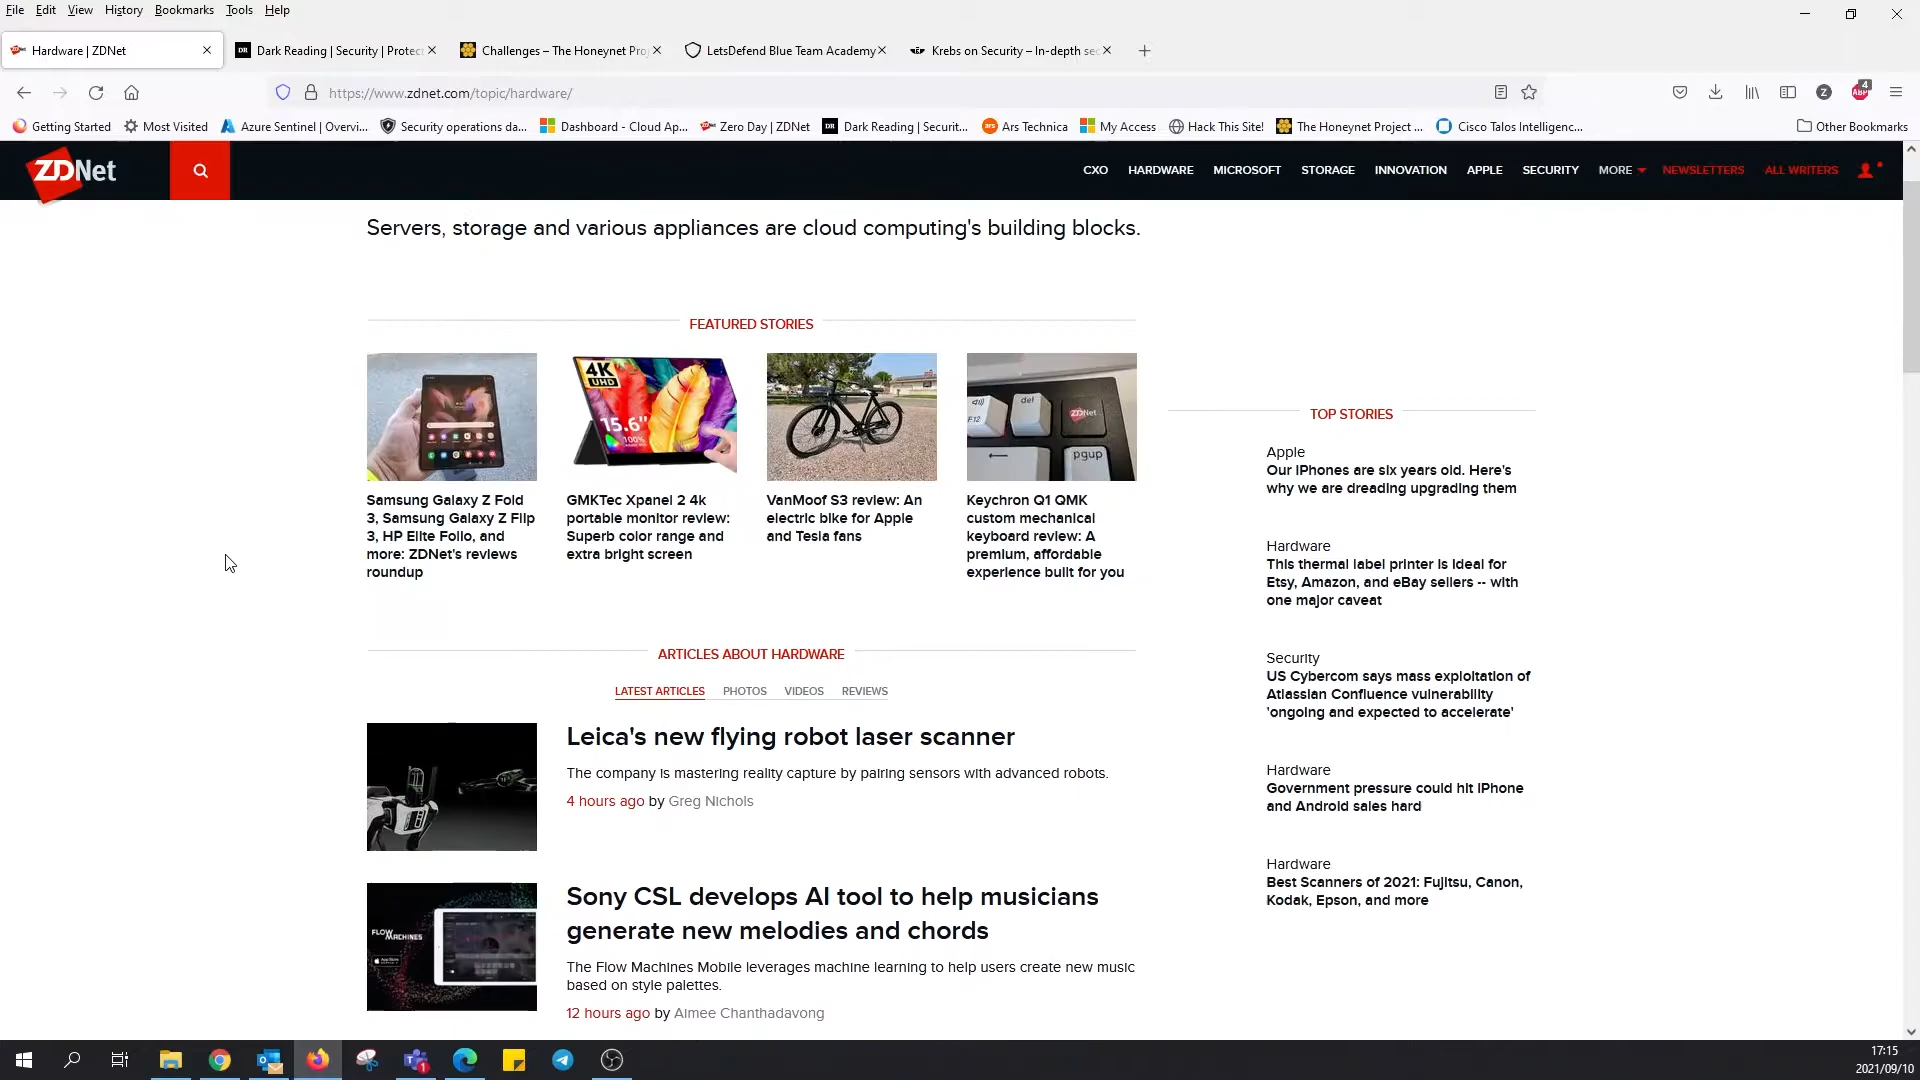 File Edit View History Bookmarks Tools Help
Hardware | ZDNet
Dark Reading | Security | Protec
Challenges – The Honeynet Pro
LetsDefend Blue Team Academy
Krebs on Security – In-depth sec
https://www.zdnet.com/topic/hardware/
Z
4
ABP
Getting Started Most Visited Azure Sentinel | Overvi... Security operations da... Dashboard - Cloud Ap... Zero Day | ZDNet DR Dark Reading | Securit... Ars Technica My Access Hack This Site! The Honeynet Project ... Cisco Talos Intelligenc... Other Bookmarks
ZDNet
CXO HARDWARE MICROSOFT STORAGE INNOVATION APPLE SECURITY MORE NEWSLETTERS ALL WRITERS
Servers, storage and various appliances are cloud computing's building blocks.
FEATURED STORIES
4K
UHD
15.6"
100%
F12
del
ZDNet
pgup
Samsung Galaxy Z Fold
3, Samsung Galaxy Z Flip
3, HP Elite Folio, and
more: ZDNet's reviews
roundup
GMKTec Xpanel 2 4k
portable monitor review:
Superb color range and
extra bright screen
VanMoof S3 review: An
electric bike for Apple
and Tesla fans
Keychron Q1 QMK
custom mechanical
keyboard review: A
premium, affordable
experience built for you
TOP STORIES
Apple
Our iPhones are six years old. Here's
why we are dreading upgrading them
Hardware
This thermal label printer is ideal for
Etsy, Amazon, and eBay sellers -- with
one major caveat
Security
US Cybercom says mass exploitation of
Atlassian Confluence vulnerability
'ongoing and expected to accelerate'
Hardware
Government pressure could hit iPhone
and Android sales hard
Hardware
Best Scanners of 2021: Fujitsu, Canon,
Kodak, Epson, and more
ARTICLES ABOUT HARDWARE
LATEST ARTICLES PHOTOS VIDEOS REVIEWS
Leica's new flying robot laser scanner
The company is mastering reality capture by pairing sensors with advanced robots.
4 hours ago by Greg Nichols
FLOW
MACHINES
Sony CSL develops AI tool to help musicians
generate new melodies and chords
The Flow Machines Mobile leverages machine learning to help users create new music
based on style palettes.
12 hours ago by Aimee Chanthadavong
17:15
2021/09/10